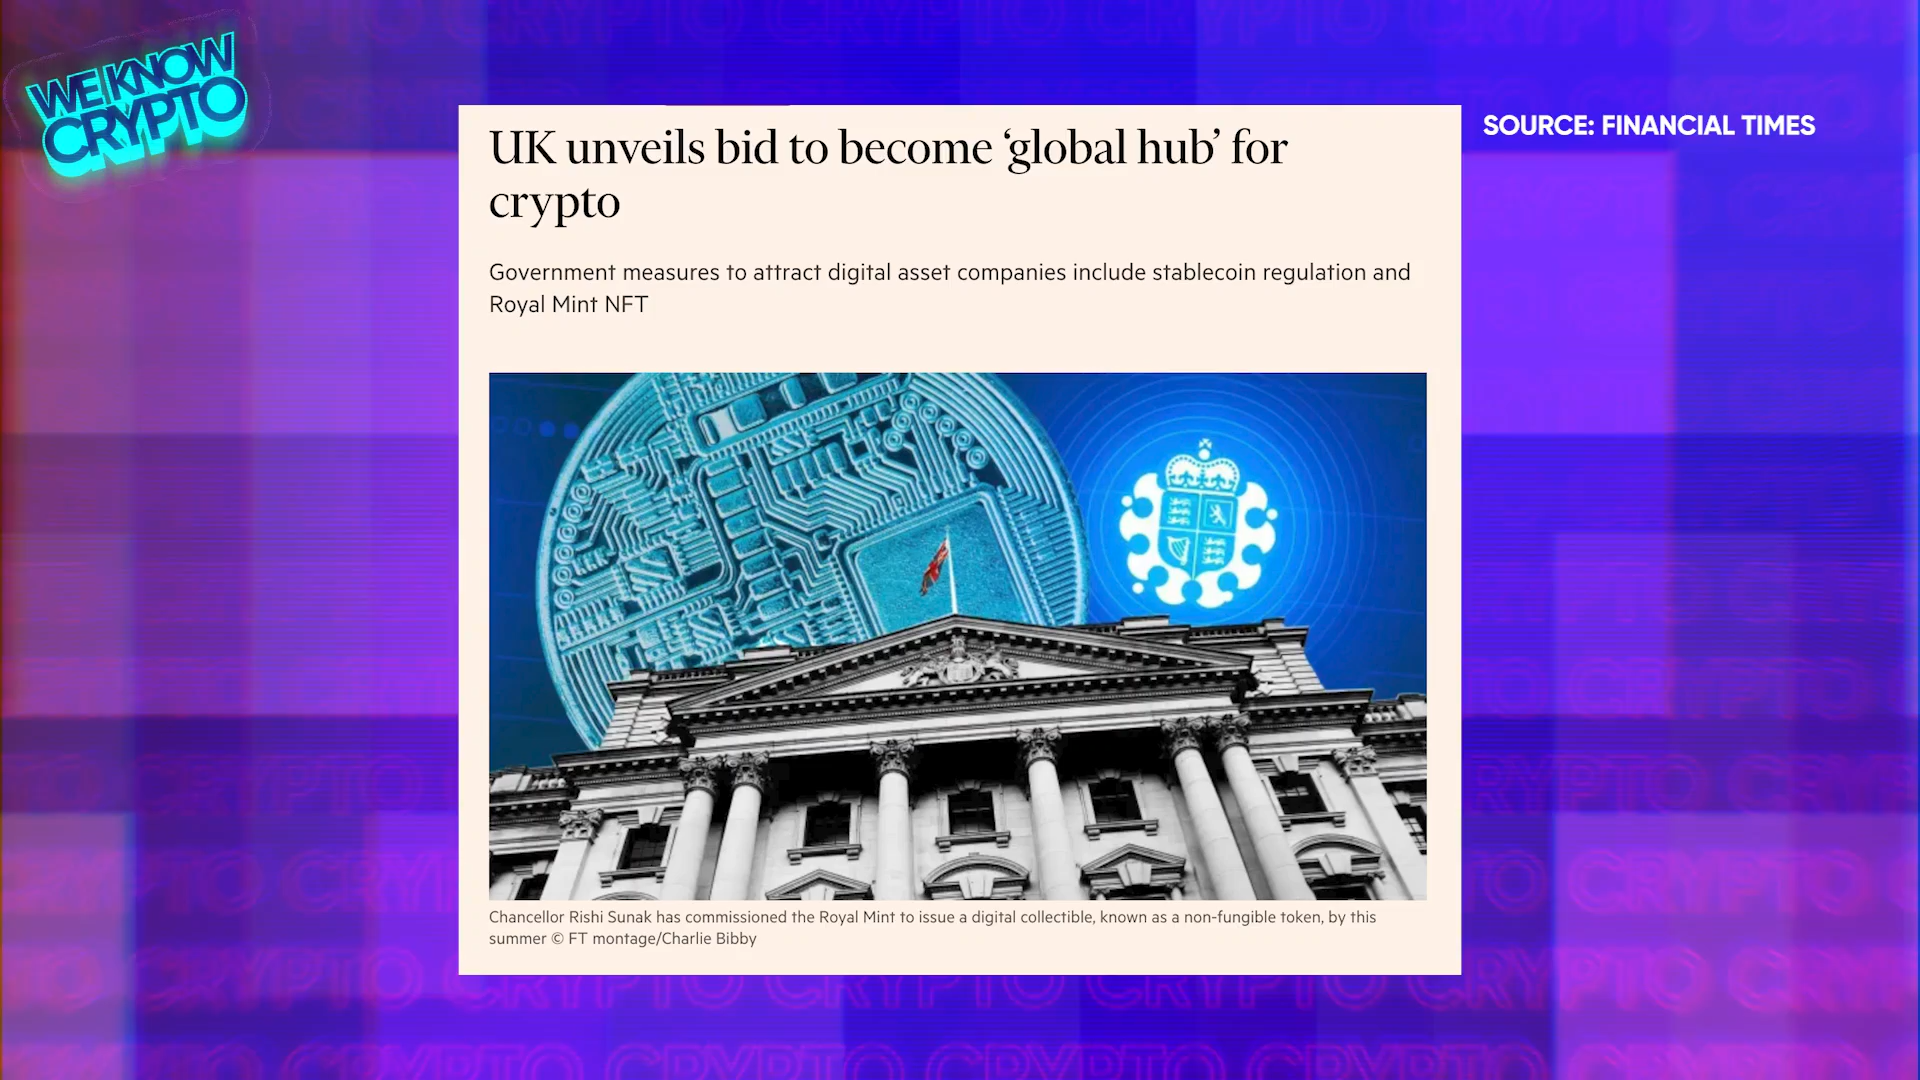 WE KNOW
CRYPTO
SOURCE: FINANCIAL TIMES
UK unveils bid to become ‘global hub’ for
crypto
Government measures to attract digital asset companies include stablecoin regulation and
Royal Mint NFT
Chancellor Rishi Sunak has commissioned the Royal Mint to issue a digital collectible, known as a non-fungible token, by this
summer © FT montage/Charlie Bibby